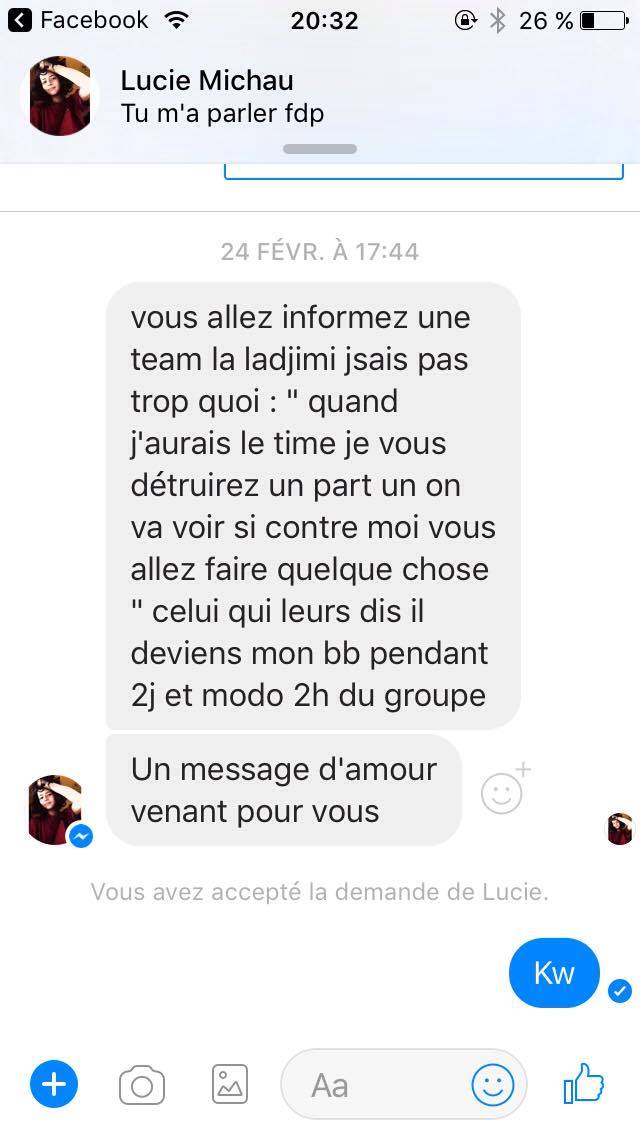 Facebook 20:32 26 %
Lucie Michau
Tu m'a parler fdp
24 FÉVR. À 17:44
vous allez informez une
team la ladjimi jsais pas
trop quoi : " quand
j'aurais le time je vous
détruirez un part un on
va voir si contre moi vous
allez faire quelque chose
" celui qui leurs dis il
deviens mon bb pendant
2j et modo 2h du groupe
Un message d'amour
venant pour vous
Vous avez accepté la demande de Lucie.
Kw
Aa